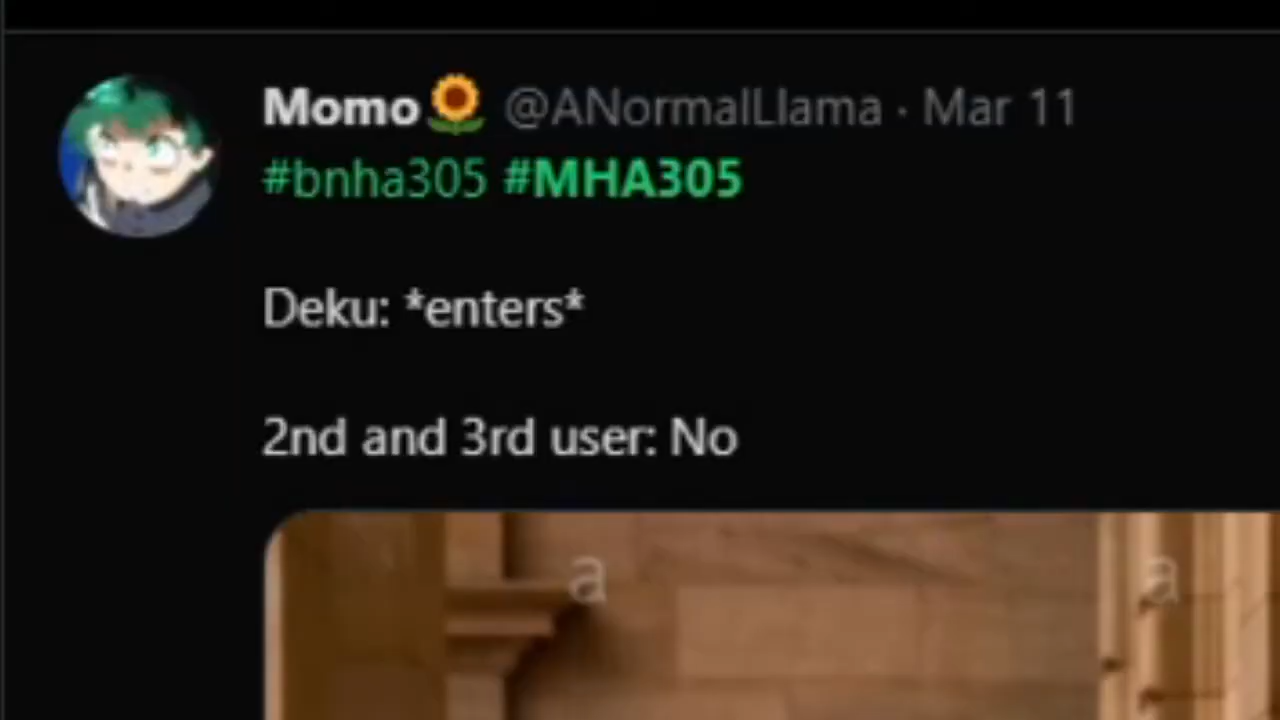 Momo🌻 @ANormalLlama · Mar 11
#bnha305 #MHA305
Deku: *enters*
2nd and 3rd user: No
a a